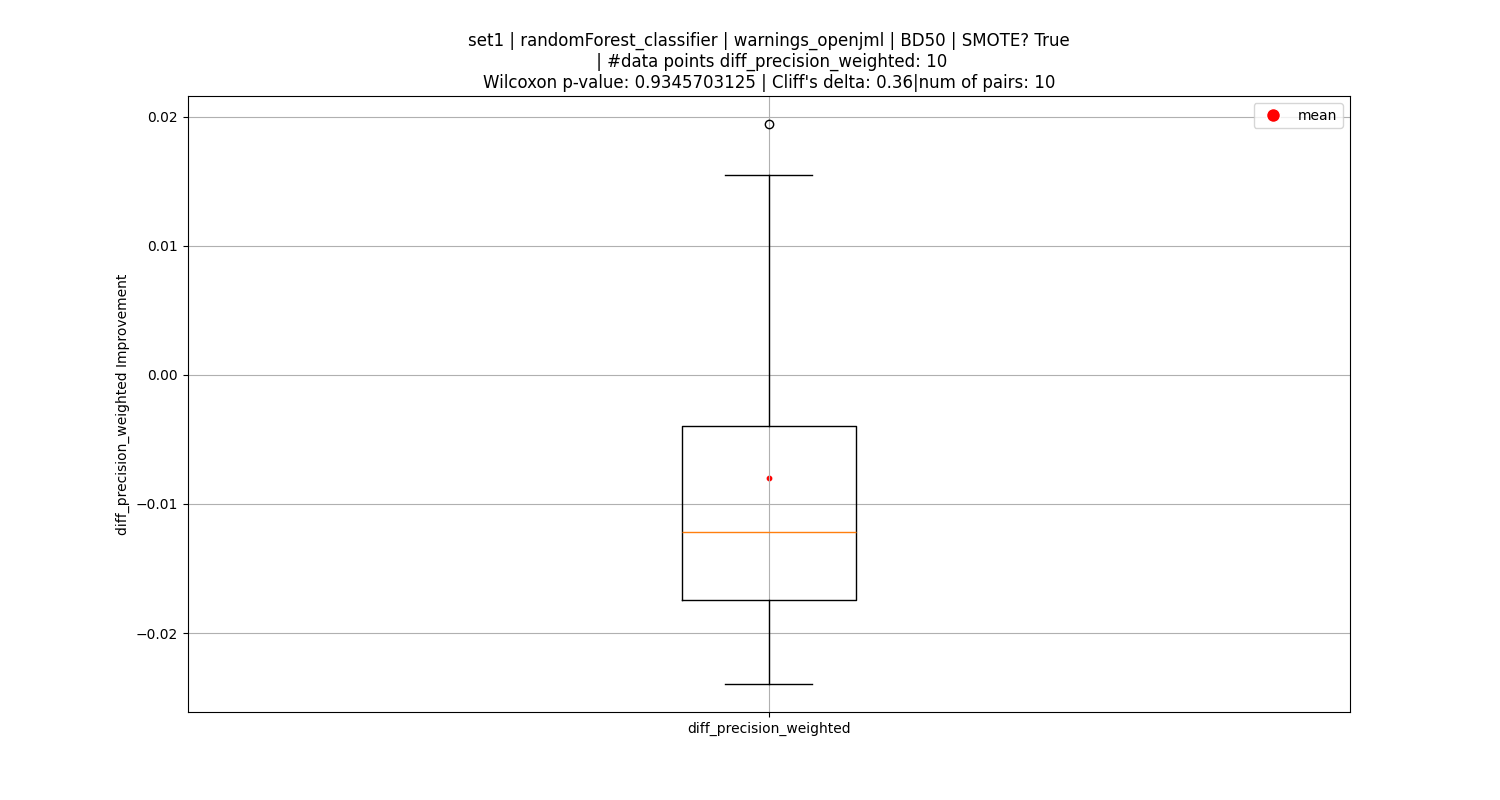 set1 | randomForest_classifier | warnings_openjml | BD50 | SMOTE? True
| #data points diff_precision_weighted: 10
Wilcoxon p-value: 0.9345703125 | Cliff's delta: 0.36|num of pairs: 10
mean
0.02
0.01
0.00
−0.01
−0.02
diff_precision_weighted Improvement
diff_precision_weighted